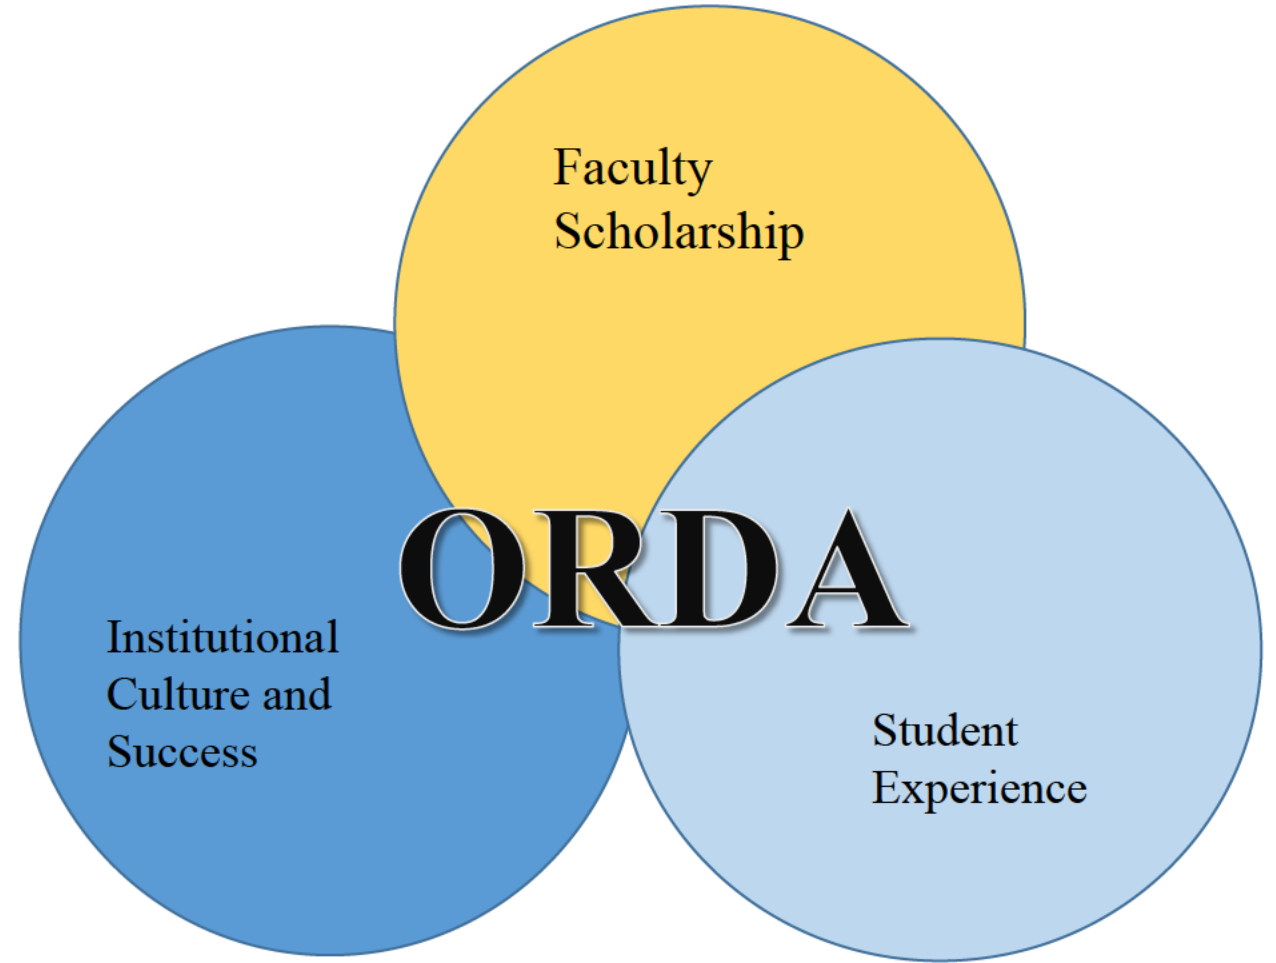 Faculty
Scholarship
ORDA
Institutional
Culture and
Success
Student
Experience